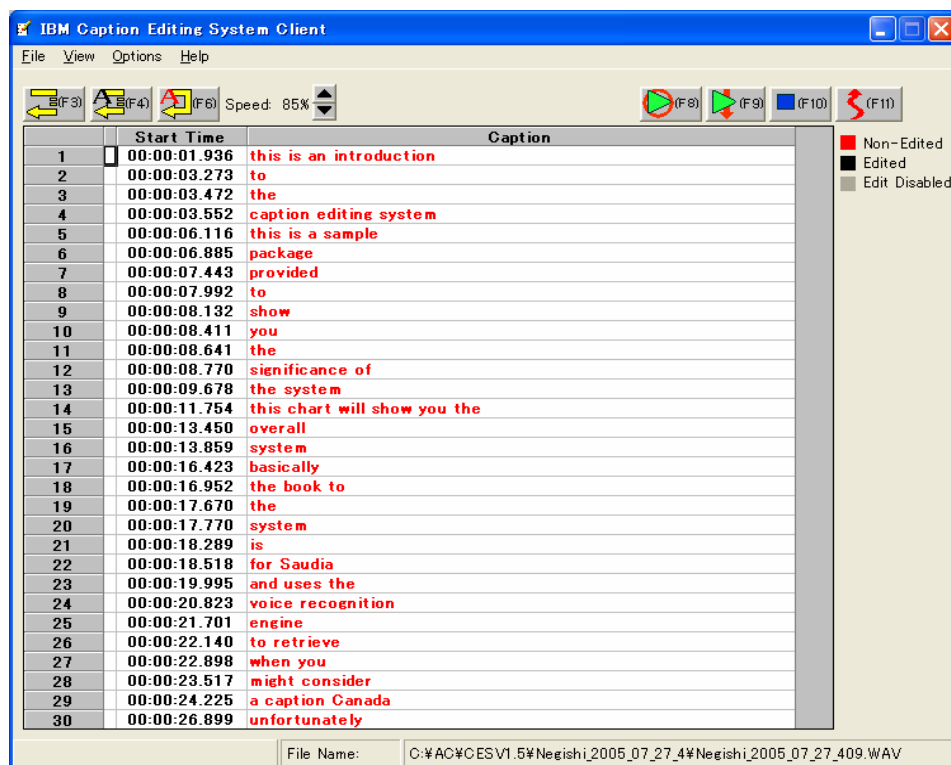 IBM Caption Editing System Client
File View Options Help
(F3) A (F4) A (F6) Speed: 85% (F8) (F9) (F10) (F11)
Start Time Caption
1 00:00:01.936 this is an introduction
2 00:00:03.273 to
3 00:00:03.472 the
4 00:00:03.552 caption editing system
5 00:00:06.116 this is a sample
6 00:00:06.885 package
7 00:00:07.443 provided
8 00:00:07.992 to
9 00:00:08.132 show
10 00:00:08.411 you
11 00:00:08.641 the
12 00:00:08.770 significance of
13 00:00:09.678 the system
14 00:00:11.754 this chart will show you the
15 00:00:13.450 overall
16 00:00:13.859 system
17 00:00:16.423 basically
18 00:00:16.952 the book to
19 00:00:17.670 the
20 00:00:17.770 system
21 00:00:18.289 is
22 00:00:18.518 for Saudia
23 00:00:19.995 and uses the
24 00:00:20.823 voice recognition
25 00:00:21.701 engine
26 00:00:22.140 to retrieve
27 00:00:22.898 when you
28 00:00:23.517 might consider
29 00:00:24.225 a caption Canada
30 00:00:26.899 unfortunately
Non-Edited
Edited
Edit Disabled
File Name: C:¥AC¥CESV1.5¥Negishi_2005_07_27_4¥Negishi_2005_07_27_409.WAV